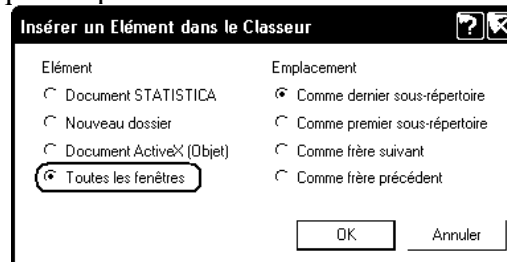 Insérer un Elément dans le Classeur
Elément
Document STATISTICA
Nouveau dossier
Document ActiveX (Objet)
Toutes les fenêtres
Emplacement
Comme dernier sous-répertoire
Comme premier sous-répertoire
Comme frère suivant
Comme frère précédent
OK
Annuler